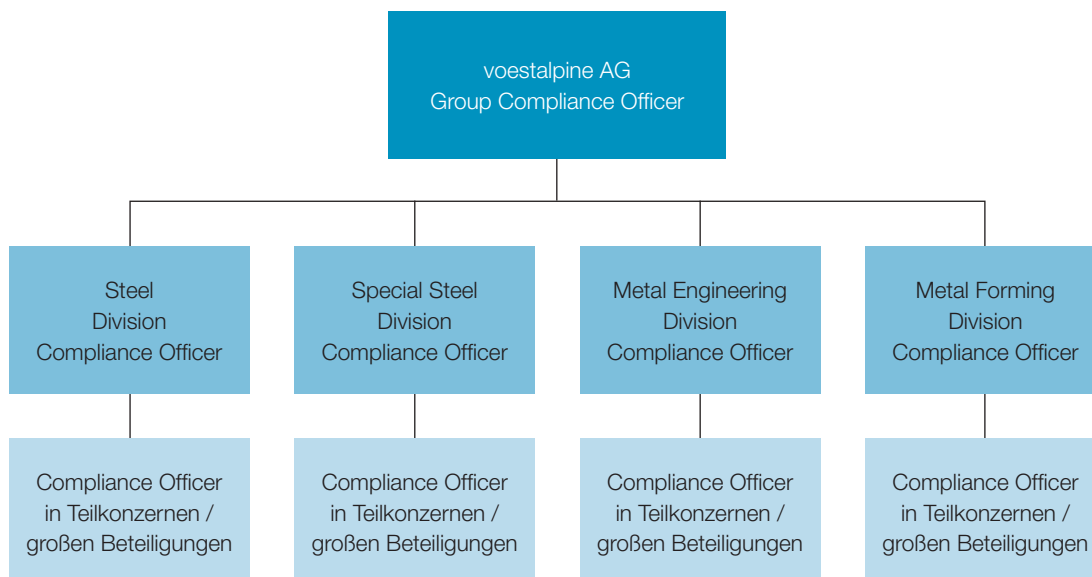 voestalpine AG
Group Compliance Officer
Steel
Division
Compliance Officer
Special Steel
Division
Compliance Officer
Metal Engineering
Division
Compliance Officer
Metal Forming
Division
Compliance Officer
Compliance Officer
in Teilkonzernen /
großen Beteiligungen
Compliance Officer
in Teilkonzernen /
großen Beteiligungen
Compliance Officer
in Teilkonzernen /
großen Beteiligungen
Compliance Officer
in Teilkonzernen /
großen Beteiligungen